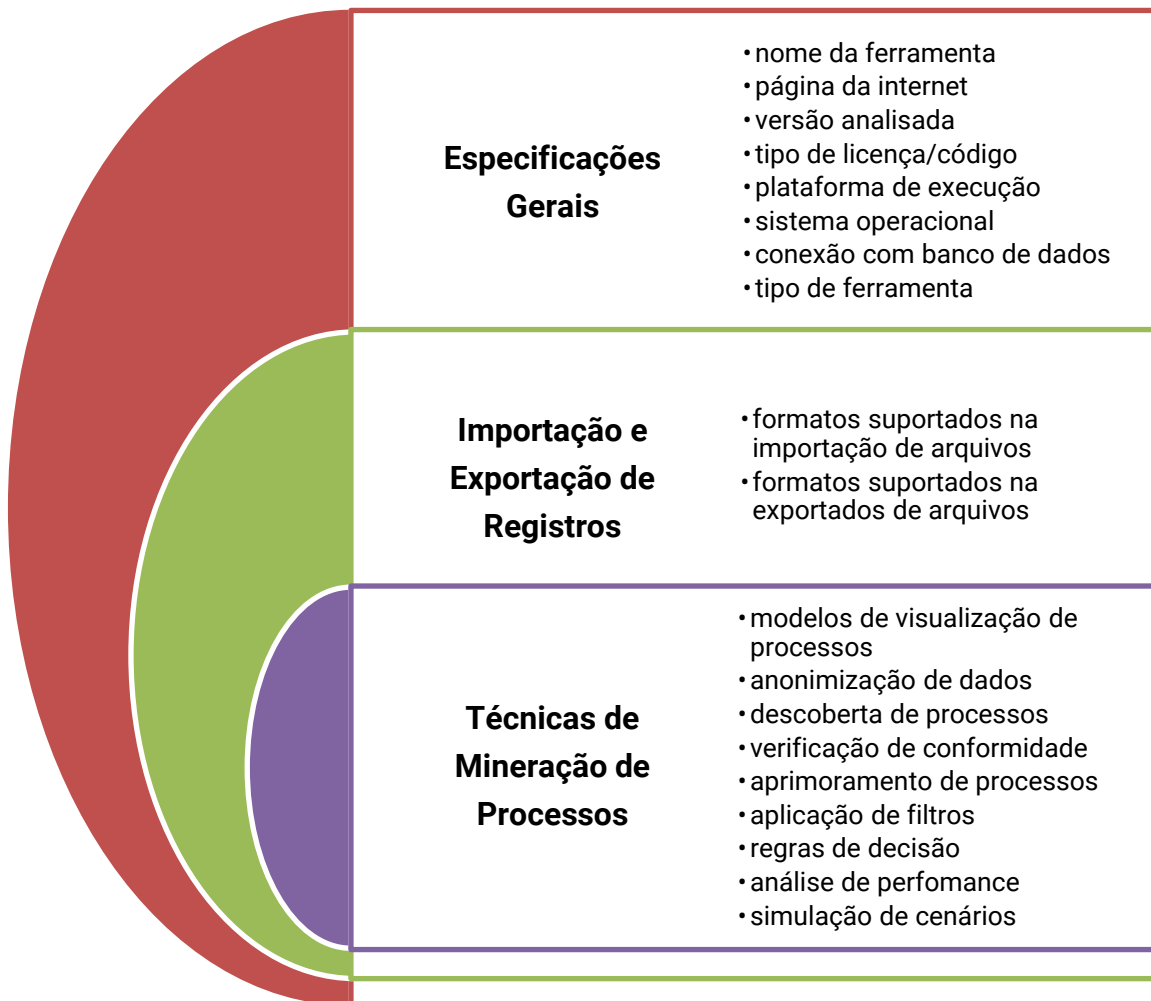 Especificações
Gerais
•nome da ferramenta
•página da internet
•versão analisada
•tipo de licença/código
•plataforma de execução
•sistema operacional
•conexão com banco de dados
•tipo de ferramenta
Importação e
Exportação de
Registros
•formatos suportados na
importação de arquivos
•formatos suportados na
exportados de arquivos
Técnicas de
Mineração de
Processos
•modelos de visualização de
processos
•anonimização de dados
•descoberta de processos
•verificação de conformidade
•aprimoramento de processos
•aplicação de filtros
•regras de decisão
•análise de perfomance
•simulação de cenários